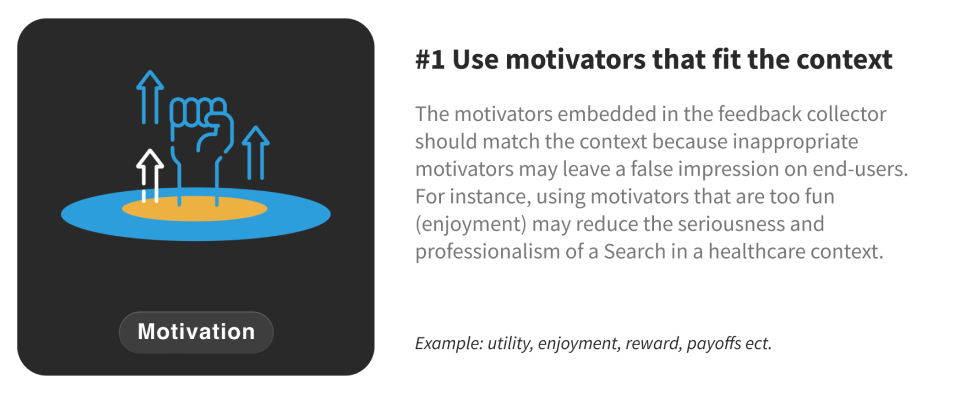 #1 Use motivators that fit the context
The motivators embedded in the feedback collector
should match the context because inappropriate
motivators may leave a false impression on end-users.
For instance, using motivators that are too fun
(enjoyment) may reduce the seriousness and
professionalism of a Search in a healthcare context.
Motivation
Example: utility, enjoyment, reward, payoffs ect.